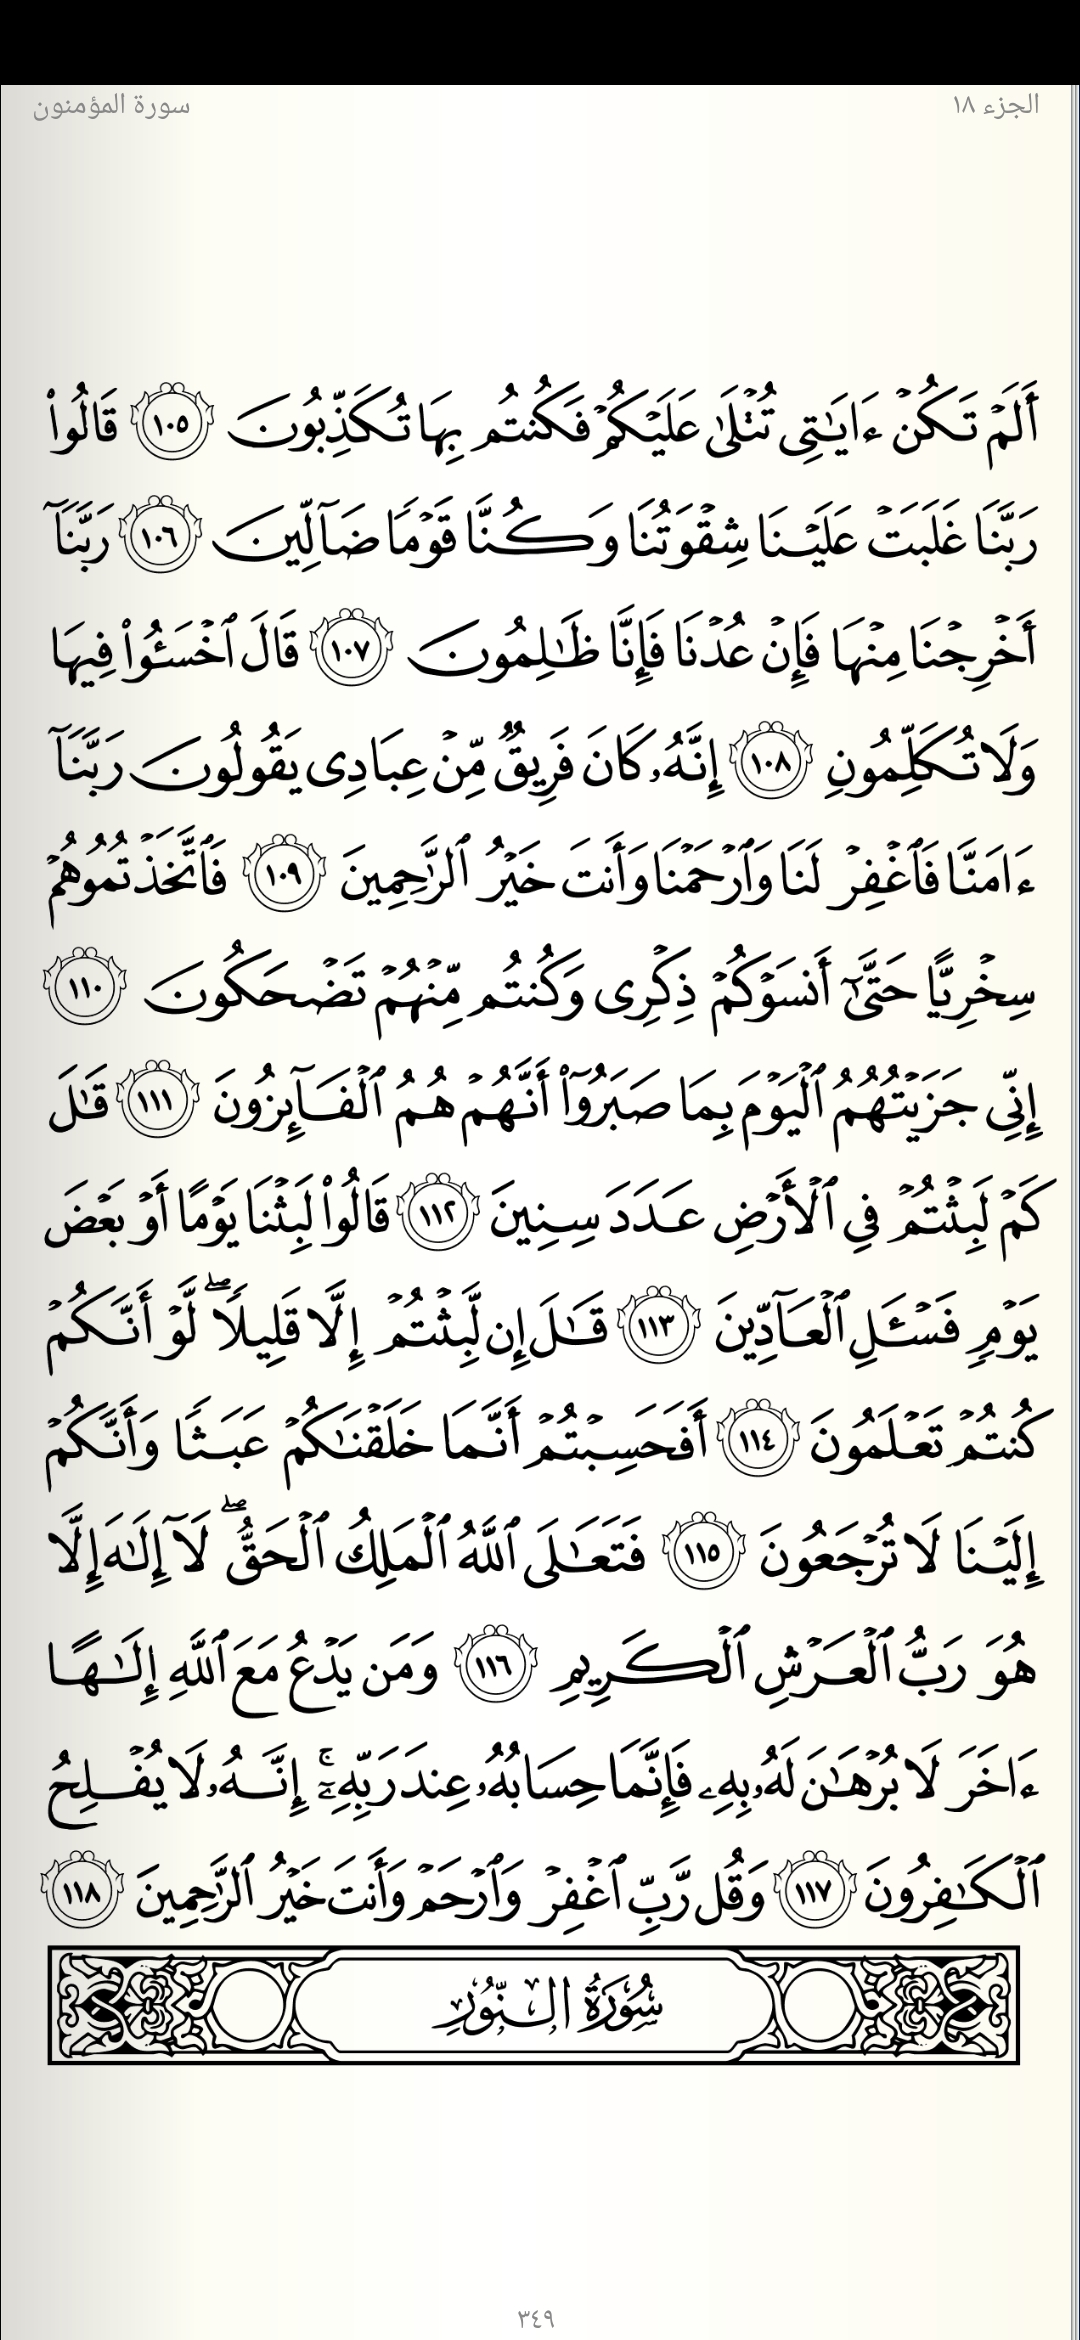 الجزء ١٨
سورة المؤمنون
أَلَمۡ تَكُنۡ ءَايَٰتِي تُتۡلَىٰ عَلَيۡكُمۡ فَكُنتُم بِهَا تُكَذِّبُونَ ١٠٥ قَالُواْ
رَبَّنَا غَلَبَتۡ عَلَيۡنَا شِقۡوَتُنَا وَكُنَّا قَوۡمٗا ضَآلِّينَ ١٠٦ رَبَّنَآ
أَخۡرِجۡنَا مِنۡهَا فَإِنۡ عُدۡنَا فَإِنَّا ظَٰلِمُونَ ١٠٧ قَالَ ٱخۡسَـُٔواْ فِيهَا
وَلَا تُكَلِّمُونِ ١٠٨ إِنَّهُۥ كَانَ فَرِيقٞ مِّنۡ عِبَادِي يَقُولُونَ رَبَّنَآ
ءَامَنَّا فَٱغۡفِرۡ لَنَا وَٱرۡحَمۡنَا وَأَنتَ خَيۡرُ ٱلرَّٰحِمِينَ ١٠٩ فَٱتَّخَذۡتُمُوهُمۡ
سِخۡرِيًّا حَتَّىٰٓ أَنسَوۡكُمۡ ذِكۡرِي وَكُنتُم مِّنۡهُمۡ تَضۡحَكُونَ ١١٠
إِنِّي جَزَيۡتُهُمُ ٱلۡيَوۡمَ بِمَا صَبَرُوٓاْ أَنَّهُمۡ هُمُ ٱلۡفَآئِزُونَ ١١١ قَٰلَ
كَمۡ لَبِثۡتُمۡ فِي ٱلۡأَرۡضِ عَدَدَ سِنِينَ ١١٢ قَالُواْ لَبِثۡنَا يَوۡمًا أَوۡ بَعۡضَ
يَوۡمٖ فَسۡـَٔلِ ٱلۡعَآدِّينَ ١١٣ قَٰلَ إِن لَّبِثۡتُمۡ إِلَّا قَلِيلٗاۖ لَّوۡ أَنَّكُمۡ
كُنتُمۡ تَعۡلَمُونَ ١١٤ أَفَحَسِبۡتُمۡ أَنَّمَا خَلَقۡنَٰكُمۡ عَبَثٗا وَأَنَّكُمۡ
إِلَيۡنَا لَا تُرۡجَعُونَ ١١٥ فَتَعَٰلَى ٱللَّهُ ٱلۡمَلِكُ ٱلۡحَقُّۖ لَآ إِلَٰهَ إِلَّا
هُوَ رَبُّ ٱلۡعَرۡشِ ٱلۡكَرِيمِ ١١٦ وَمَن يَدۡعُ مَعَ ٱللَّهِ إِلَٰهًا
ءَاخَرَ لَا بُرۡهَٰنَ لَهُۥ بِهِۦ فَإِنَّمَا حِسَابُهُۥ عِندَ رَبِّهِۦٓۚ إِنَّهُۥ لَا يُفۡلِحُ
ٱلۡكَٰفِرُونَ ١١٧ وَقُل رَّبِّ ٱغۡفِرۡ وَٱرۡحَمۡ وَأَنتَ خَيۡرُ ٱلرَّٰحِمِينَ ١١٨
سُورَةُ النُّورِ
٣٤٩